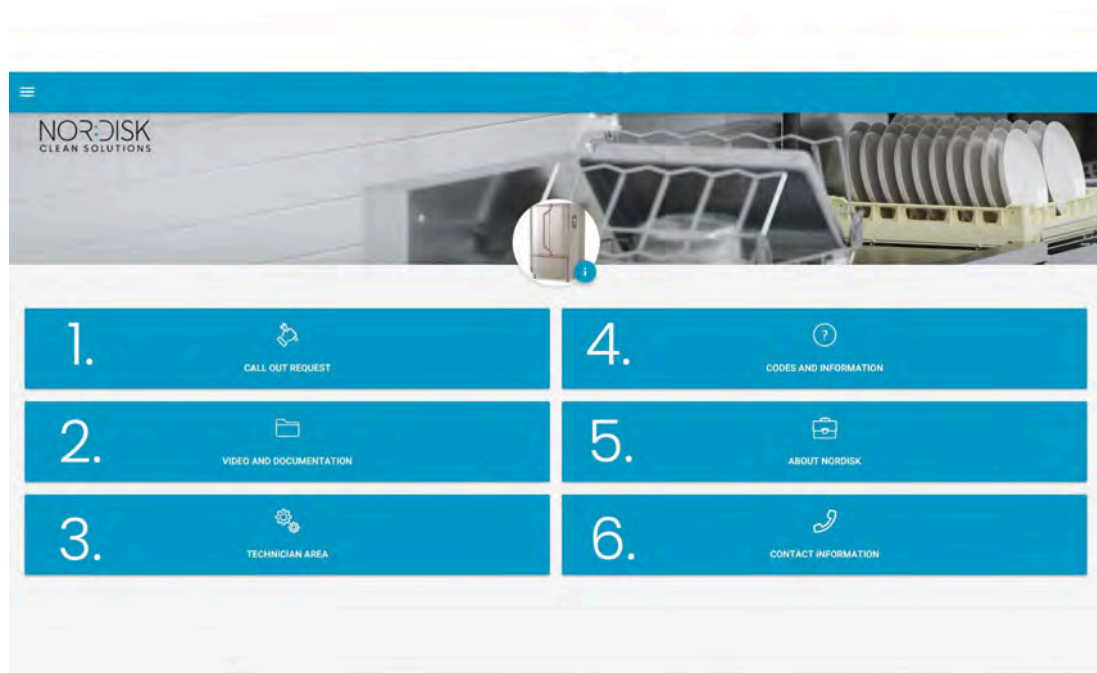 NORDISK
CLEAN SOLUTIONS
i
1.
CALL OUT REQUEST
2.
VIDEO AND DOCUMENTATION
3.
TECHNICIAN AREA
4.
?
CODES AND INFORMATION
5.
ABOUT NORDISK
6.
CONTACT INFORMATION